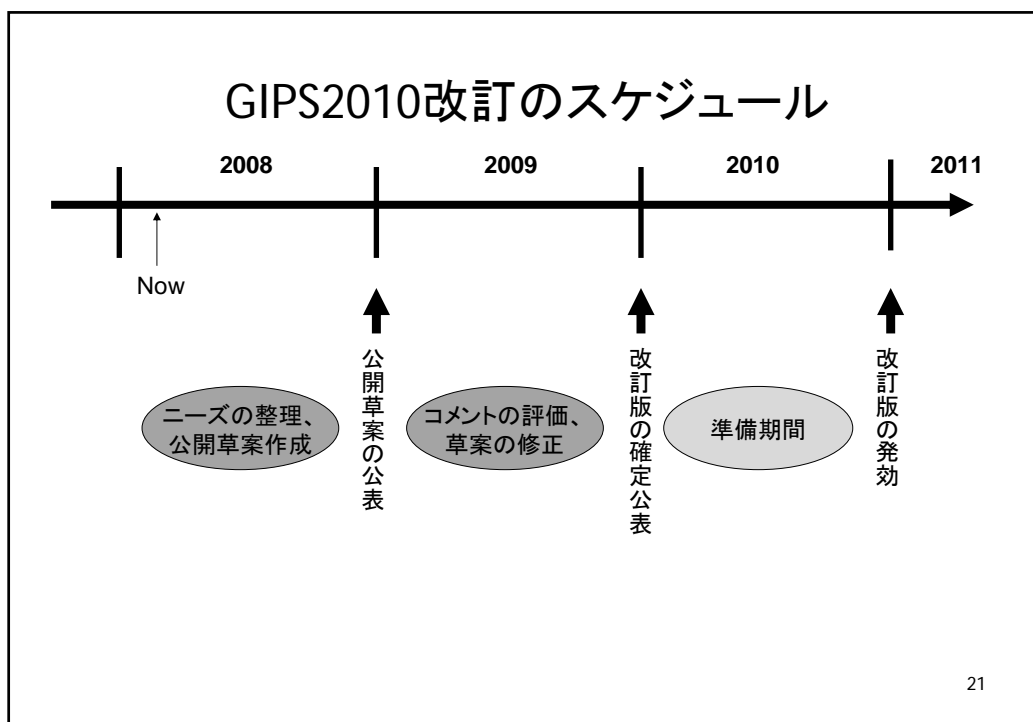 GIPS2010改訂のスケジュール
2008
2009
2010
2011
Now
ニーズの整理、
公開草案作成
公開草案の公表
コメントの評価、
草案の修正
改訂版の確定公表
準備期間
改訂版の発効
21